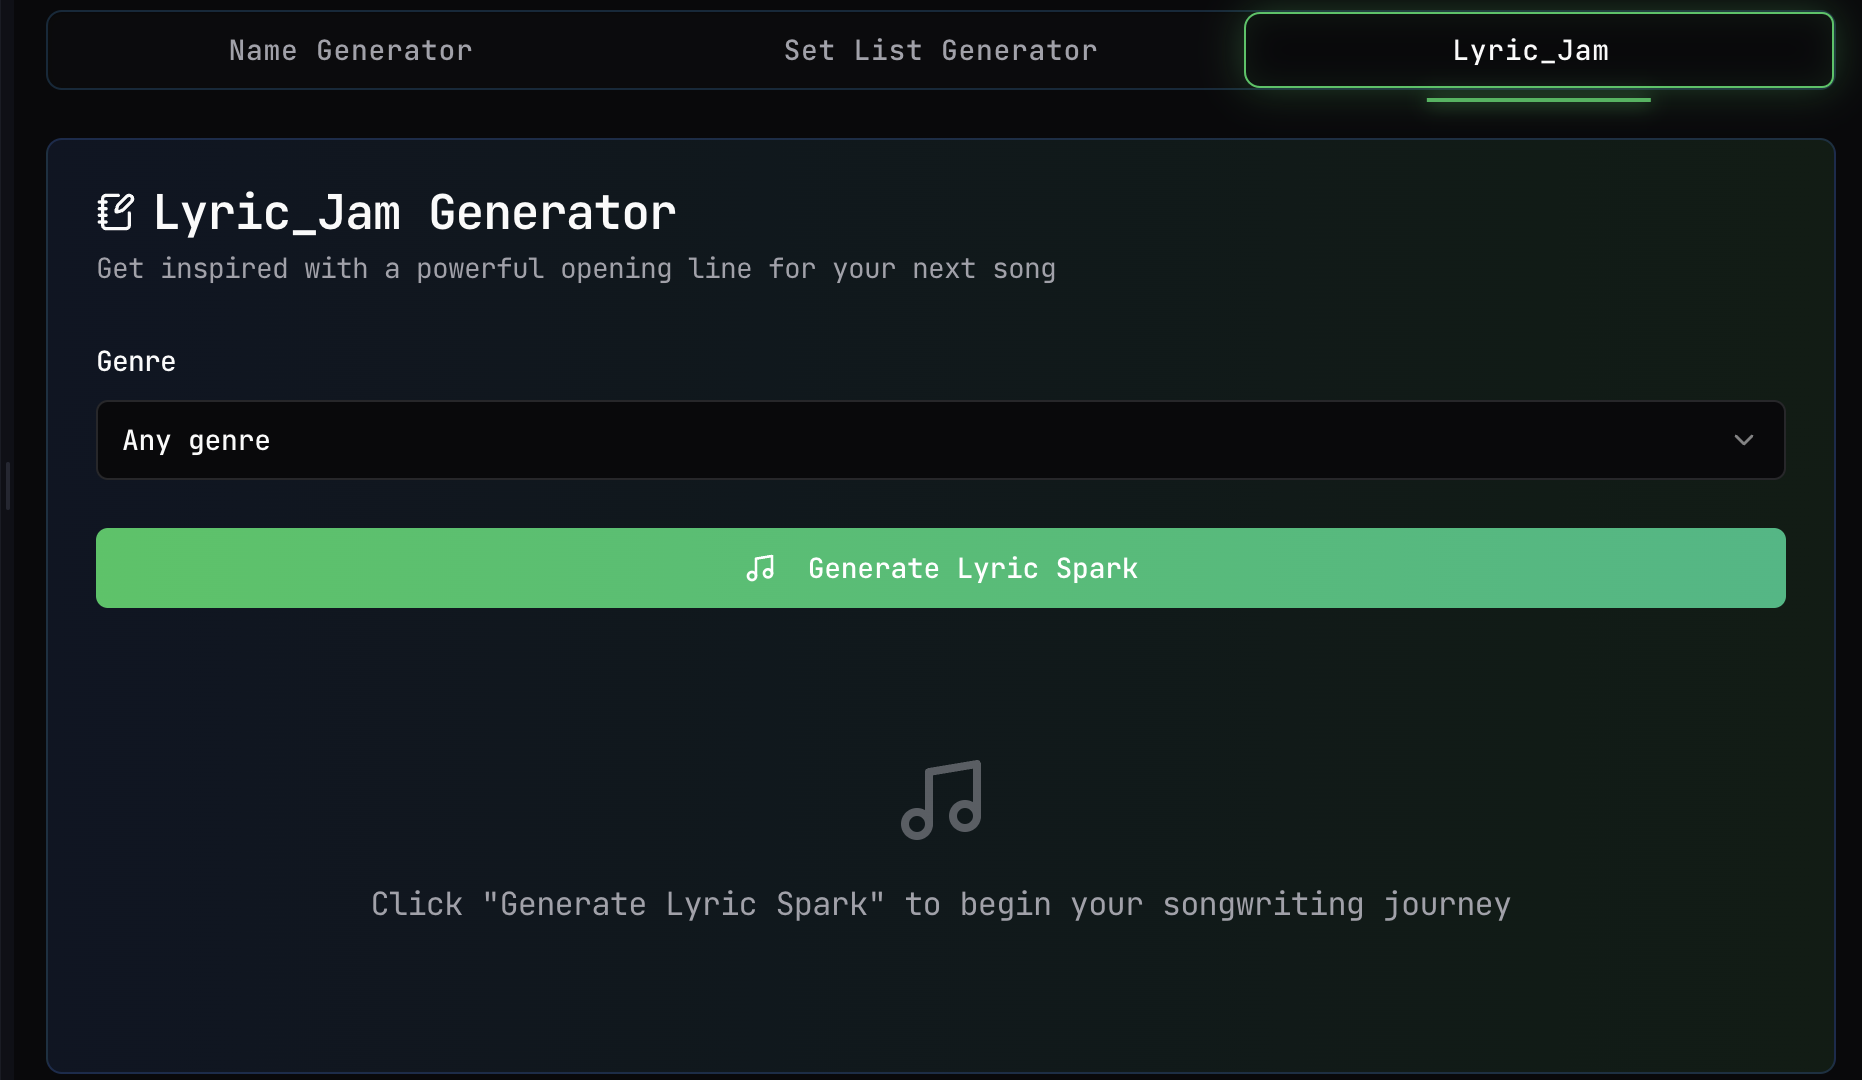 Name Generator
Set List Generator
Lyric_Jam
Lyric_Jam Generator
Get inspired with a powerful opening line for your next song
Genre
Any genre
Generate Lyric Spark
Click "Generate Lyric Spark" to begin your songwriting journey